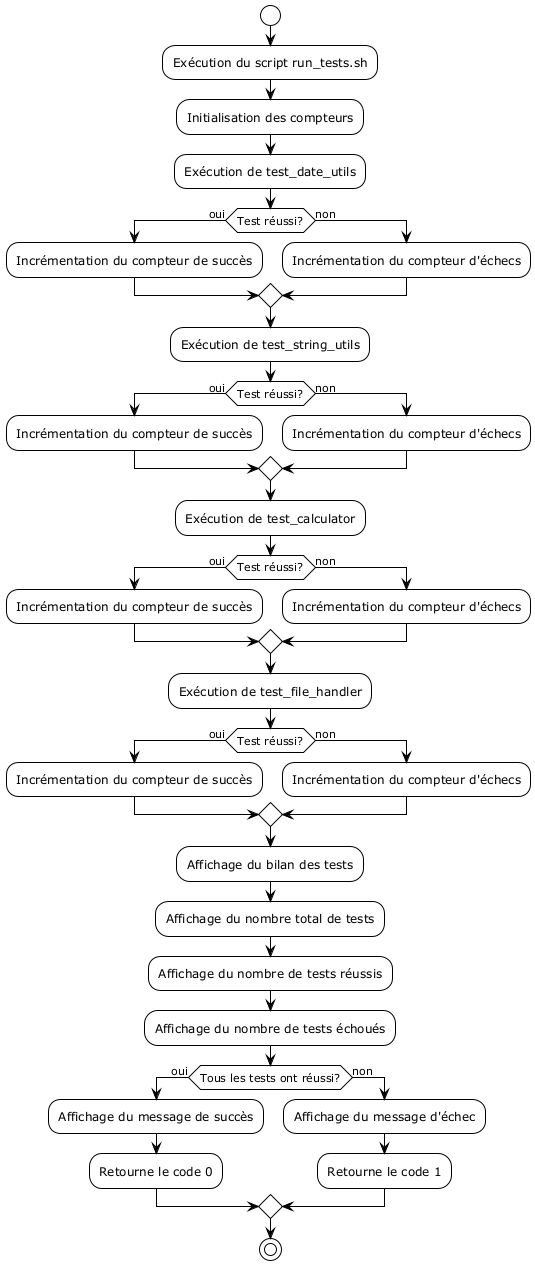 Exécution du script run_tests.sh
Initialisation des compteurs
Exécution de test_date_utils
oui
Test réussi?
non
Incrémentation du compteur de succès
Incrémentation du compteur d'échecs
Exécution de test_string_utils
oui
Test réussi?
non
Incrémentation du compteur de succès
Incrémentation du compteur d'échecs
Exécution de test_calculator
oui
Test réussi?
non
Incrémentation du compteur de succès
Incrémentation du compteur d'échecs
Exécution de test_file_handler
oui
Test réussi?
non
Incrémentation du compteur de succès
Incrémentation du compteur d'échecs
Affichage du bilan des tests
Affichage du nombre total de tests
Affichage du nombre de tests réussis
Affichage du nombre de tests échoués
oui
Tous les tests ont réussi?
non
Affichage du message de succès
Affichage du message d'échec
Retourne le code 0
Retourne le code 1